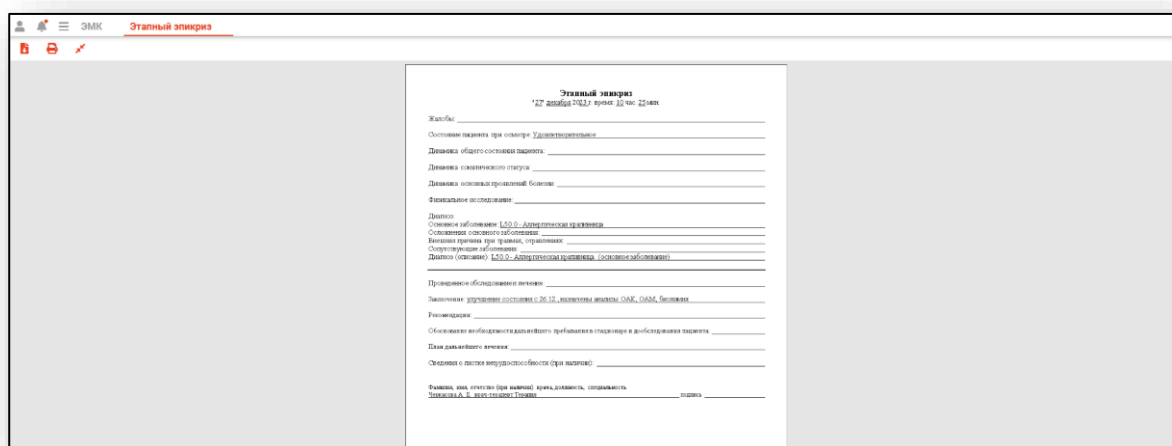 ЭМК Этапный эпикриз
Этапный эпикриз
"27" декабря 2023 г. время: 10 час. 25 мин.
Жалобы:
Состояние пациента при осмотре: Удовлетворительное
Динамика общего состояния пациента:
Динамика соматического статуса:
Динамика основных проявлений болезни:
Физикальное исследование:
Диагноз:
Основное заболевание: L50.0 - Аллергическая крапивница
Осложнения основного заболевания:
Внешняя причина при травмах, отравлениях:
Сопутствующие заболевания:
Диагноз (описание): L50.0 - Аллергическая крапивница (основное заболевание)
Проведенное обследование и лечение:
Заключение: улучшение состояния с 26.12., назначены анализы ОАК, ОАМ, биохимия
Рекомендации:
Обоснование необходимости дальнейшего пребывания в стационаре и дообследования пациента:
План дальнейшего лечения:
Сведения о листке нетрудоспособности (при наличии):
Фамилия, имя, отчество (при наличии) врача, должность, специальность
А. Е. врач-терапевт Терапия подпись